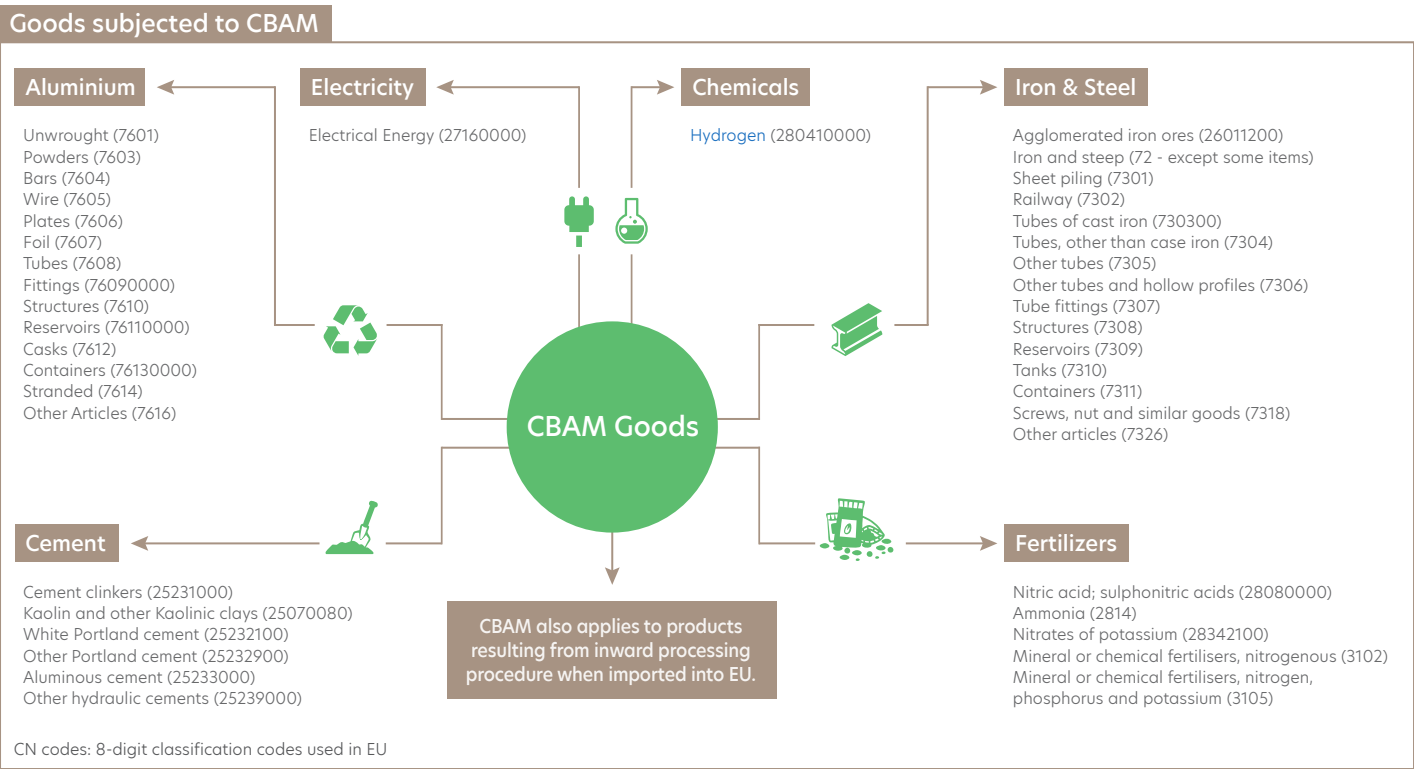 Goods subjected to CBAM
Aluminium
Unwrought (7601)
Powders (7603)
Bars (7604)
Wire (7605)
Plates (7606)
Foil (7607)
Tubes (7608)
Fittings (76090000)
Structures (7610)
Reservoirs (76110000)
Casks (7612)
Containers (76130000)
Stranded (7614)
Other Articles (7616)
Electricity
Electrical Energy (27160000)
Chemicals
Hydrogen (280410000)
Iron & Steel
Agglomerated iron ores (26011200)
Iron and steep (72 - except some items)
Sheet piling (7301)
Railway (7302)
Tubes of cast iron (730300)
Tubes, other than case iron (7304)
Other tubes (7305)
Other tubes and hollow profiles (7306)
Tube fittings (7307)
Structures (7308)
Reservoirs (7309)
Tanks (7310)
Containers (7311)
Screws, nut and similar goods (7318)
Other articles (7326)
CBAM Goods
Cement
Cement clinkers (25231000)
Kaolin and other Kaolinic clays (25070080)
White Portland cement (25232100)
Other Portland cement (25232900)
Aluminous cement (25233000)
Other hydraulic cements (25239000)
CBAM also applies to products
resulting from inward processing
procedure when imported into EU.
Fertilizers
Nitric acid; sulphonitric acids (28080000)
Ammonia (2814)
Nitrates of potassium (28342100)
Mineral or chemical fertilisers, nitrogenous (3102)
Mineral or chemical fertilisers, nitrogen,
phosphorus and potassium (3105)
CN codes: 8-digit classification codes used in EU